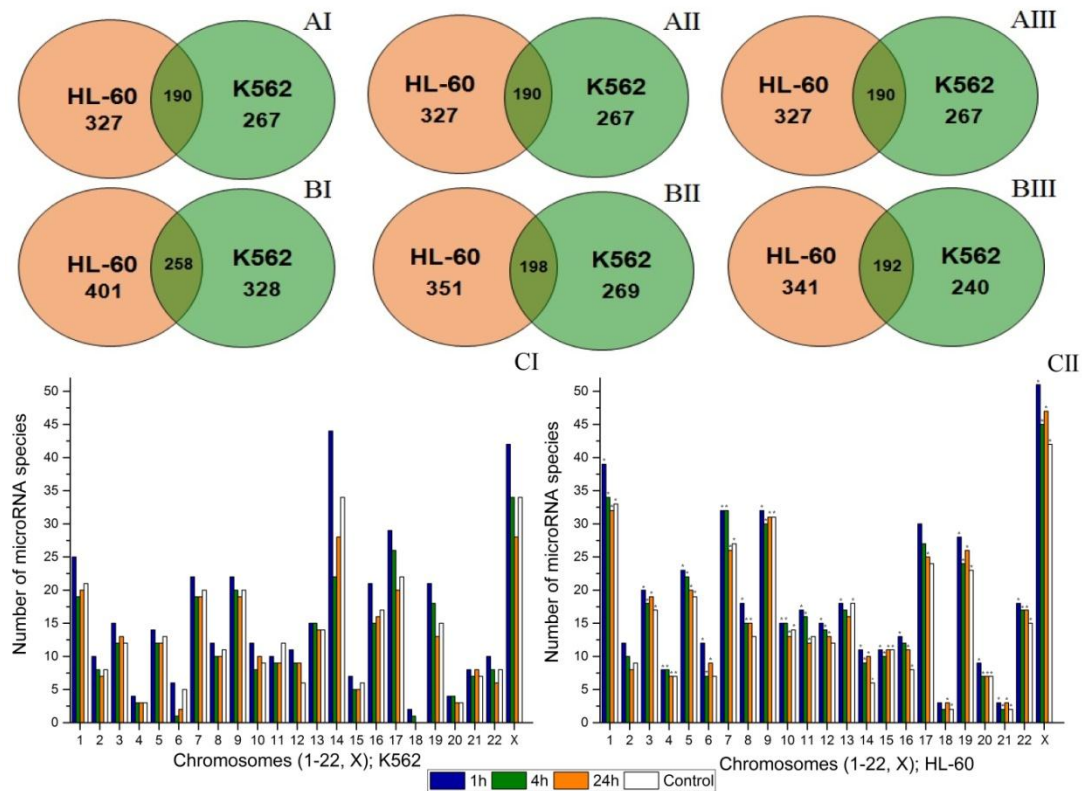 AI
HL-60
327
190
K562
267
AII
HL-60
327
190
K562
267
AIII
HL-60
327
190
K562
267
BI
HL-60
401
258
K562
328
BII
HL-60
351
198
K562
269
BIII
HL-60
341
192
K562
240
CI
Number of microRNA species
50
45
40
35
30
25
20
15
10
5
0
1 2 3 4 5 6 7 8 9 10 11 12 13 14 15 16 17 18 19 20 21 22 X
Chromosomes (1-22, X); K562
CII
Number of microRNA species
50
45
40
35
30
25
20
15
10
5
0
1 2 3 4 5 6 7 8 9 10 11 12 13 14 15 16 17 18 19 20 21 22 X
Chromosomes (1-22, X); HL-60
1h 4h 24h Control